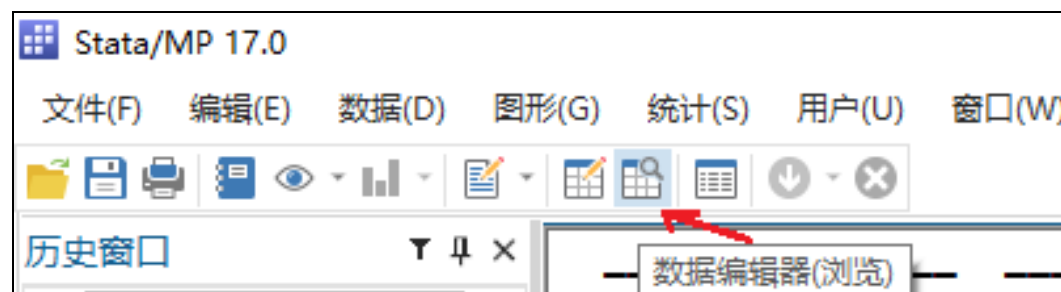 Stata/MP 17.0
文件(F) 编辑(E) 数据(D) 图形(G) 统计(S) 用户(U) 窗口(W)
历史窗口
数据编辑器(浏览)